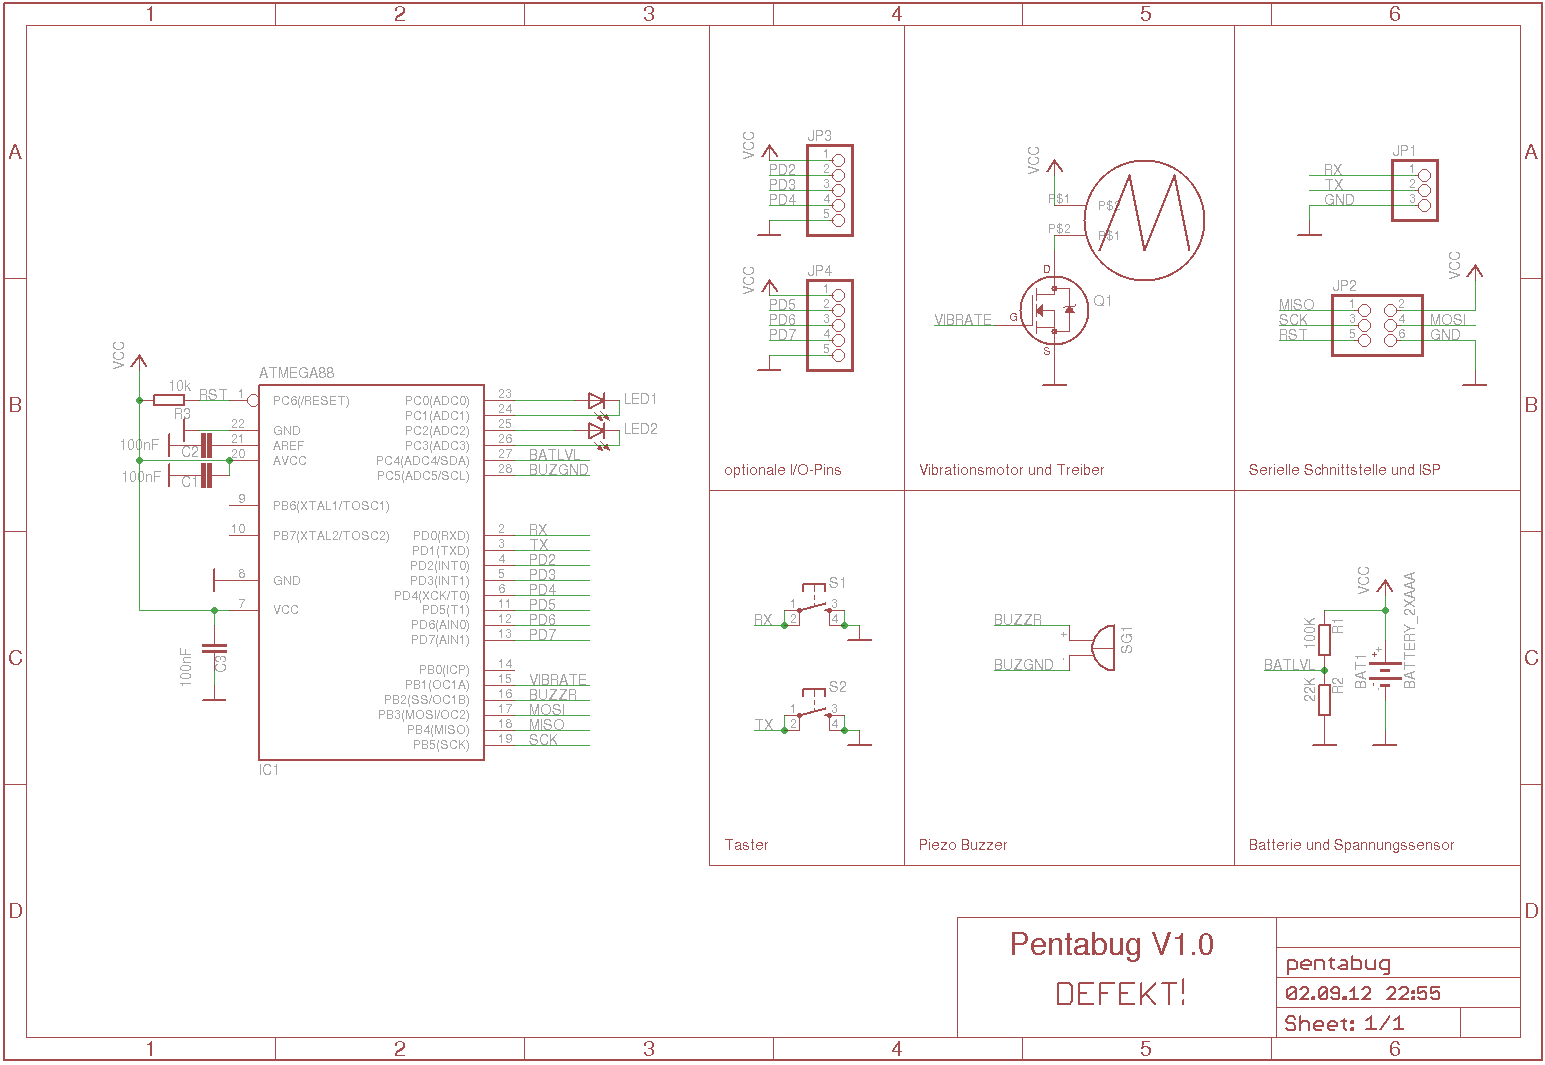 1 2 3 4 5 6
A A
B B
C C
D D
VCC
10k
R3
RST
100nF
C2
100nF
C1
100nF
C3
ATMEGA88
1 PC6(/RESET)
22 GND
21 AREF
20 AVCC
9 PB6(XTAL1/TOSC1)
10 PB7(XTAL2/TOSC2)
8 GND
7 VCC
PC0(ADC0) 23
PC1(ADC1) 24
PC2(ADC2) 25
PC3(ADC3) 26
PC4(ADC4/SDA) 27 BATLVL
PC5(ADC5/SCL) 28 BUZGND
PD0(RXD) 2 RX
PD1(TXD) 3 TX
PD2(INT0) 4 PD2
PD3(INT1) 5 PD3
PD4(XCK/T0) 6 PD4
PD5(T1) 11 PD5
PD6(AIN0) 12 PD6
PD7(AIN1) 13 PD7
PB0(ICP) 14
PB1(OC1A) 15 VIBRATE
PB2(SS/OC1B) 16 BUZZR
PB3(MOSI/OC2) 17 MOSI
PB4(MISO) 18 MISO
PB5(SCK) 19 SCK
IC1
LED1
LED2
VCC
JP3
1
PD2 2
PD3 3
PD4 4
5
VCC
JP4
1
PD5 2
PD6 3
PD7 4
5
optionale I/O-Pins
VCC
P$1 P$2
P$2 P$1
D
Q1
G
S
VIBRATE
Vibrationsmotor und Treiber
JP1
RX 1
TX 2
GND 3
VCC
JP2
MISO 1 2
SCK 3 4 MOSI
RST 5 6 GND
Serielle Schnittstelle und ISP
S1
1 3
RX 2 4
S2
1 3
TX 2 4
Taster
BUZZR
+
BUZGND
-
SG1
Piezo Buzzer
VCC
100K
R1
BATLVL
22K
R2
BAT1
+ +
- -
BATTERY_2XAAA
Batterie und Spannungssensor
Pentabug V1.0
DEFEKT!
pentabug
02.09.12 22:55
Sheet: 1/1
1 2 3 4 5 6